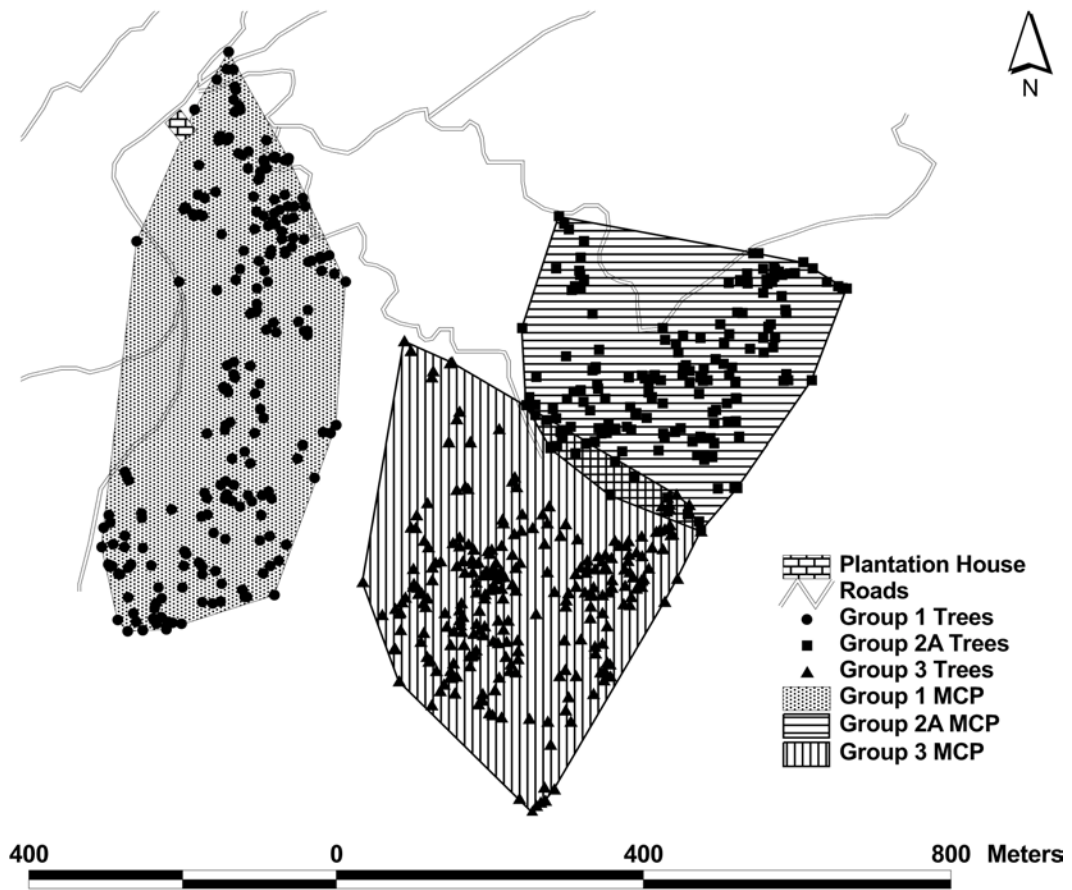 N
Plantation House
Roads
Group 1 Trees
Group 2A Trees
Group 3 Trees
Group 1 MCP
Group 2A MCP
Group 3 MCP
400 0 400 800 Meters